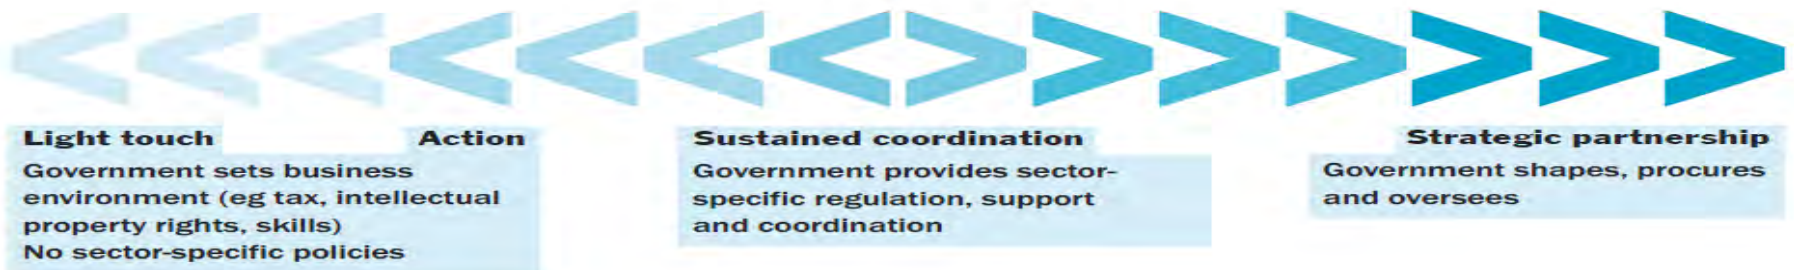 Light touch Action
Government sets business
environment (eg tax, intellectual
property rights, skills)
No sector-specific policies
Sustained coordination
Government provides sector-
specific regulation, support
and coordination
Strategic partnership
Government shapes, procures
and oversees